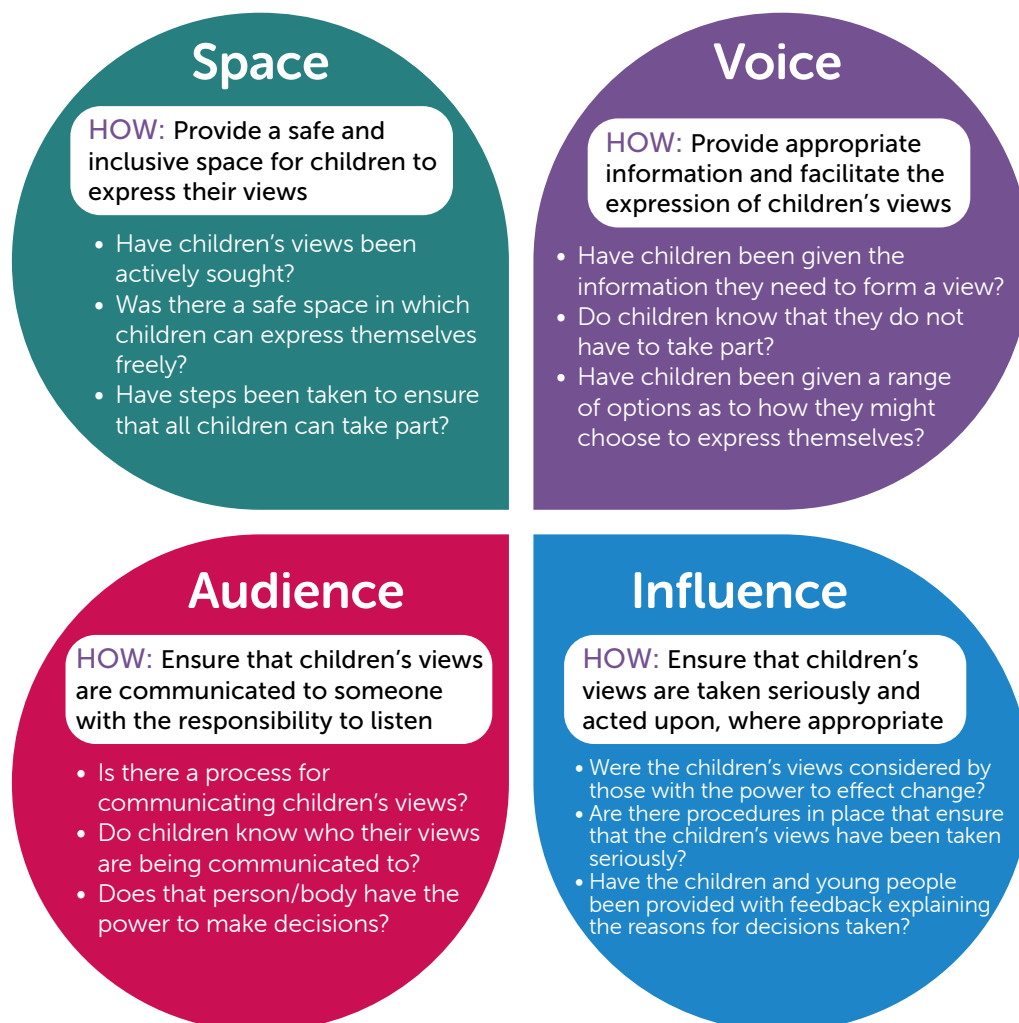 Space
HOW: Provide a safe and
inclusive space for children to
express their views
• Have children’s views been
actively sought?
• Was there a safe space in which
children can express themselves
freely?
• Have steps been taken to ensure
that all children can take part?
Voice
HOW: Provide appropriate
information and facilitate the
expression of children’s views
• Have children been given the
information they need to form a view?
• Do children know that they do not
have to take part?
• Have children been given a range
of options as to how they might
choose to express themselves?
Audience
HOW: Ensure that children’s views
are communicated to someone
with the responsibility to listen
• Is there a process for
communicating children’s views?
• Do children know who their views
are being communicated to?
• Does that person/body have the
power to make decisions?
Influence
HOW: Ensure that children’s
views are taken seriously and
acted upon, where appropriate
• Were the children’s views considered by
those with the power to effect change?
• Are there procedures in place that ensure
that the children’s views have been taken
seriously?
• Have the children and young people
been provided with feedback explaining
the reasons for decisions taken?